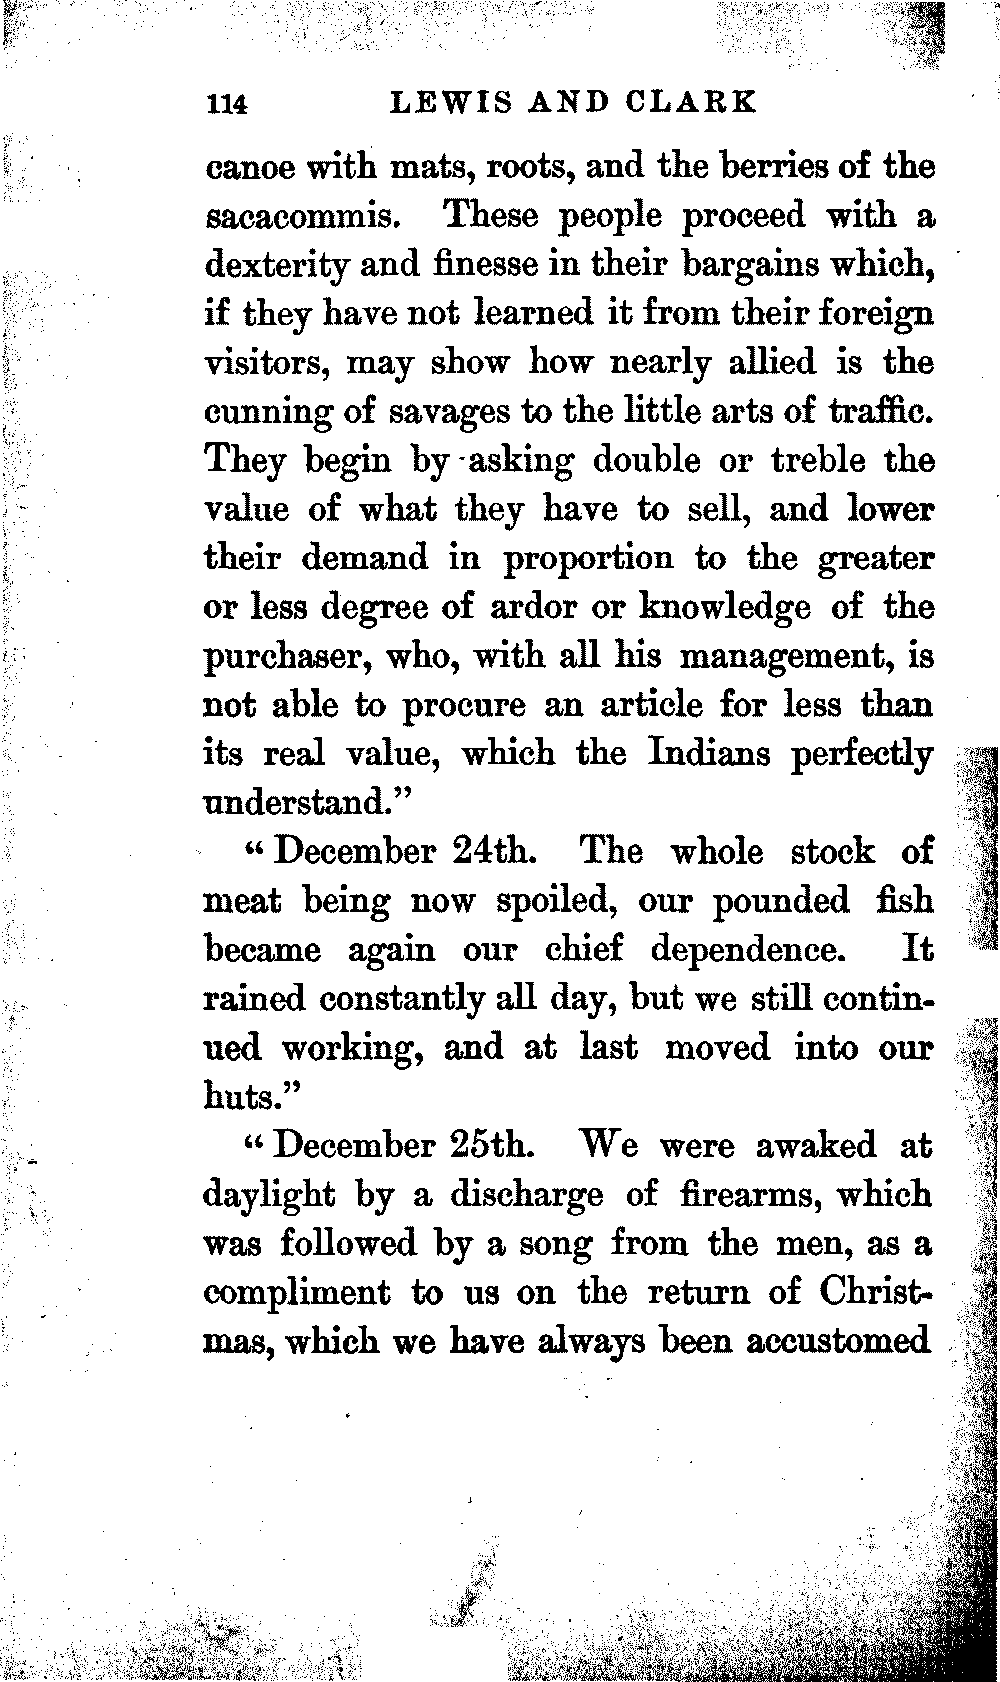 114 LEWIS AND CLARK
canoe with mats, roots, and the berries of the
sacacommis. These people proceed with a
dexterity and finesse in their bargains which,
if they have not learned it from their foreign
visitors, may show how nearly allied is the
cunning of savages to the little arts of traffic.
They begin by asking double or treble the
value of what they have to sell, and lower
their demand in proportion to the greater
or less degree of ardor or knowledge of the
purchaser, who, with all his management, is
not able to procure an article for less than
its real value, which the Indians perfectly
understand."
"December 24th. The whole stock of
meat being now spoiled, our pounded fish
became again our chief dependence. It
rained constantly all day, but we still contin-
ued working, and at last moved into our
huts."
"December 25th. We were awaked at
daylight by a discharge of firearms, which
was followed by a song from the men, as a
compliment to us on the return of Christ-
mas, which we have always been accustomed